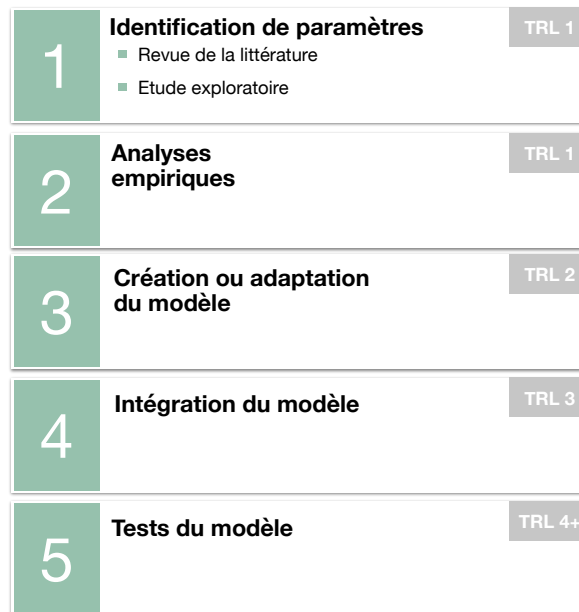 1
Identification de paramètres
TRL 1
Revue de la littérature
Etude exploratoire
2
Analyses
empiriques
TRL 1
3
Création ou adaptation
du modèle
TRL 2
4
Intégration du modèle
TRL 3
5
Tests du modèle
TRL 4+